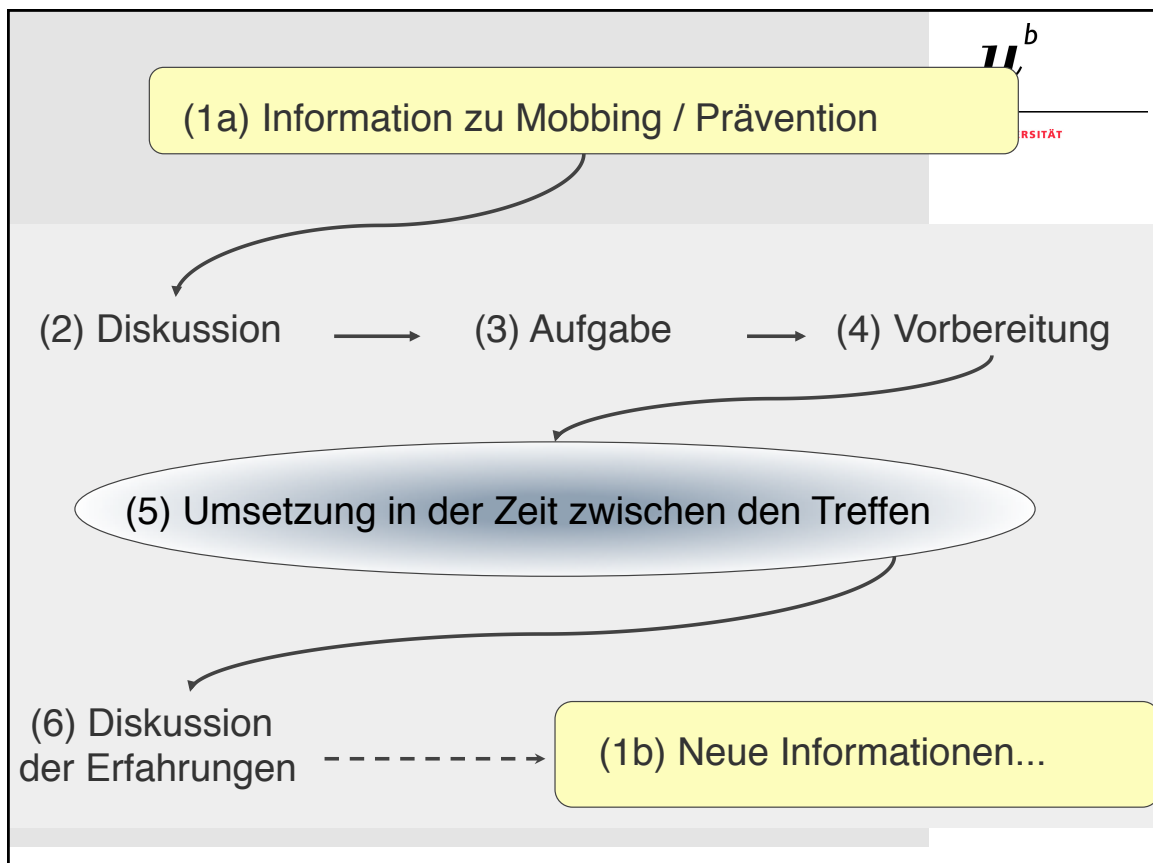 u b
(1a) Information zu Mobbing / Prävention
RSITÄT
(2) Diskussion
(3) Aufgabe
(4) Vorbereitung
(5) Umsetzung in der Zeit zwischen den Treffen
(6) Diskussion
der Erfahrungen
(1b) Neue Informationen...